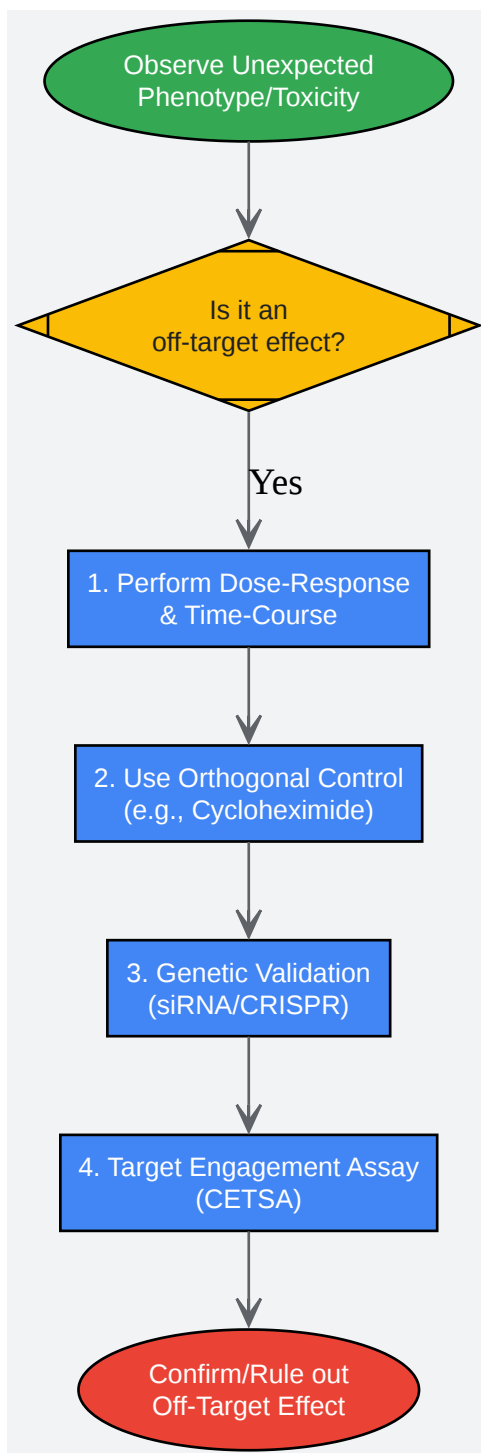 Observe Unexpected
Phenotype/Toxicity
Is it an
off-target effect?
Yes
1. Perform Dose-Response
& Time-Course
2. Use Orthogonal Control
(e.g., Cycloheximide)
3. Genetic Validation
(siRNA/CRISPR)
4. Target Engagement Assay
(CETSA)
Confirm/Rule out
Off-Target Effect